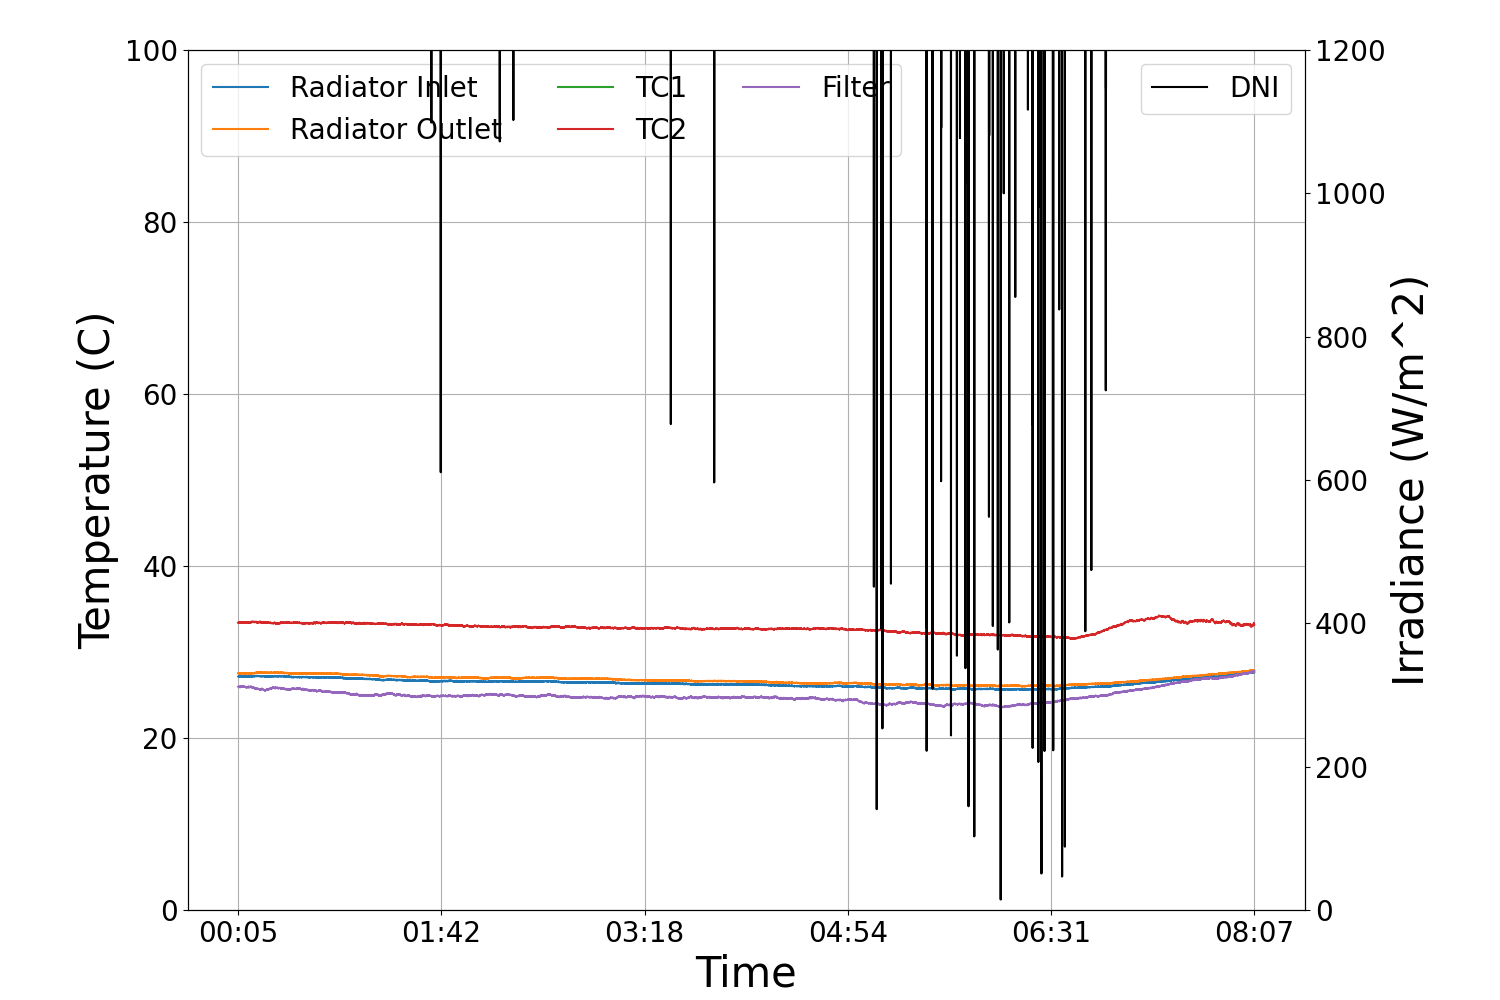 100
80
60
40
20
0
Temperature (C)
Radiator Inlet
Radiator Outlet
TC1
TC2
Filter
DNI
1200
1000
800
600
400
200
0
Irradiance (W/m^2)
00:05 01:42 03:18 04:54 06:31 08:07
Time